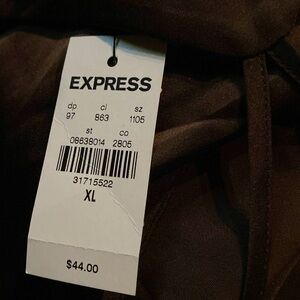 EXPRESS
dp cl sz
97 863 1105
st co
08638014 2805
31715522
XL
$44.00